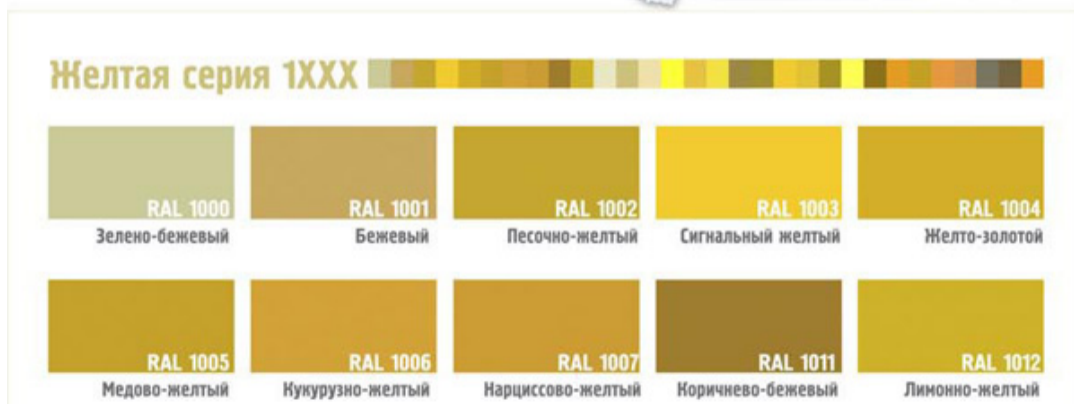 Желтая серия 1XXX
RAL 1000 RAL 1001 RAL 1002 RAL 1003 RAL 1004
Зелено-бежевый Бежевый Песочно-желтый Сигнальный желтый Желто-золотой
RAL 1005 RAL 1006 RAL 1007 RAL 1011 RAL 1012
Медово-желтый Кукурузно-желтый Нарциссово-желтый Коричнево-бежевый Лимонно-желтый